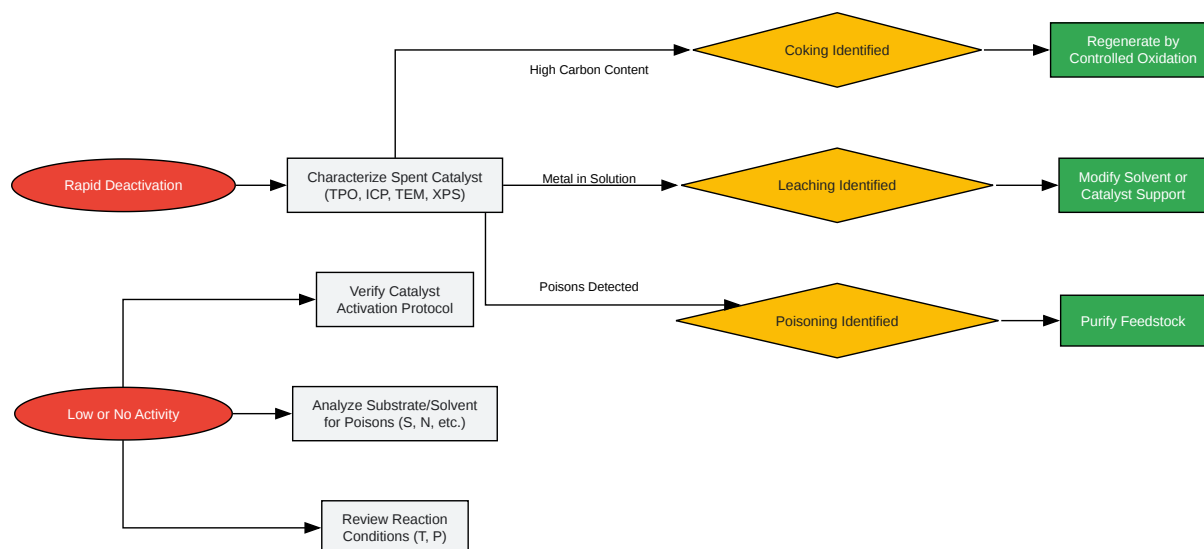 Coking Identified
Regenerate by
Controlled Oxidation
High Carbon Content
Rapid Deactivation
Characterize Spent Catalyst
(TPO, ICP, TEM, XPS)
Metal in Solution
Leaching Identified
Modify Solvent or
Catalyst Support
Verify Catalyst
Activation Protocol
Poisons Detected
Poisoning Identified
Purify Feedstock
Low or No Activity
Analyze Substrate/Solvent
for Poisons (S, N, etc.)
Review Reaction
Conditions (T, P)